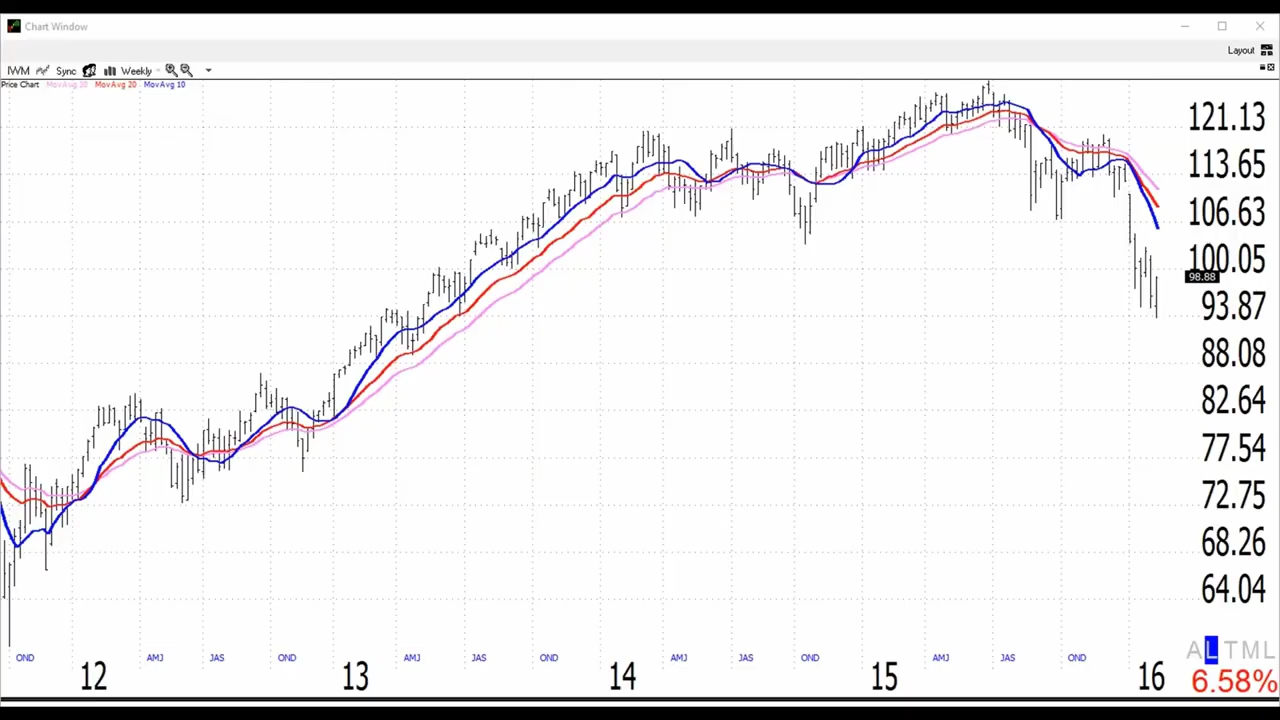 Chart Window
Layout
IWM Sync Weekly
Price Chart MovAvg 30 MovAvg 20 MovAvg 10
121.13
113.65
106.63
100.05
98.88
93.87
88.08
82.64
77.54
72.75
68.26
64.04
OND AMJ JAS OND AMJ JAS OND AMJ JAS OND AMJ JAS OND
12 13 14 15 16
ALTML
6.58%